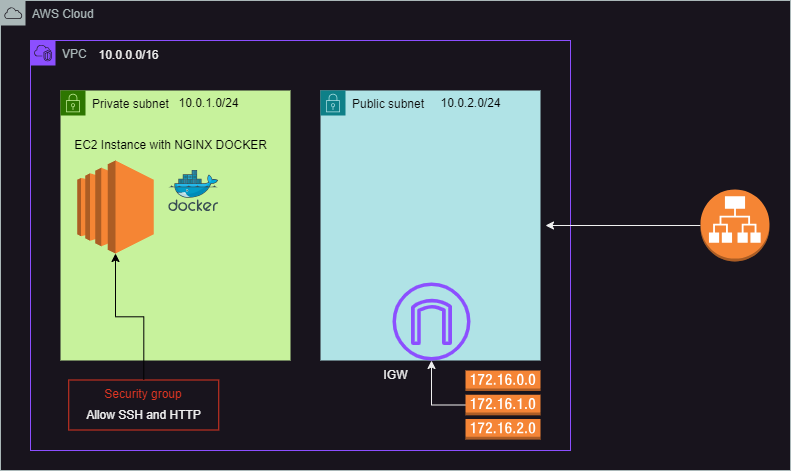 AWS Cloud
VPC 10.0.0.0/16
Private subnet 10.0.1.0/24
Public subnet 10.0.2.0/24
EC2 Instance with NGINX DOCKER
docker
IGW
172.16.0.0
172.16.1.0
172.16.2.0
Security group
Allow SSH and HTTP